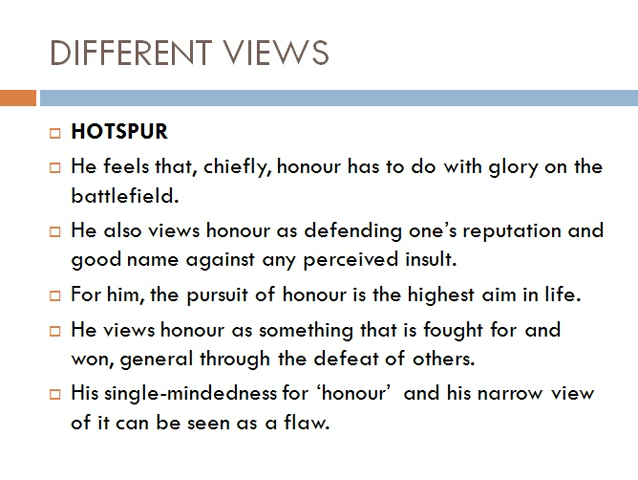 DIFFERENT VIEWS
HOTSPUR
He feels that, chiefly, honour has to do with glory on the
battlefield.
He also views honour as defending one's reputation and
good name against any perceived insult.
For him, the pursuit of honour is the highest aim in life.
He views honour as something that is fought for and
won, general through the defeat of others.
His single-mindedness for ‘honour’ and his narrow view
of it can be seen as a flaw.